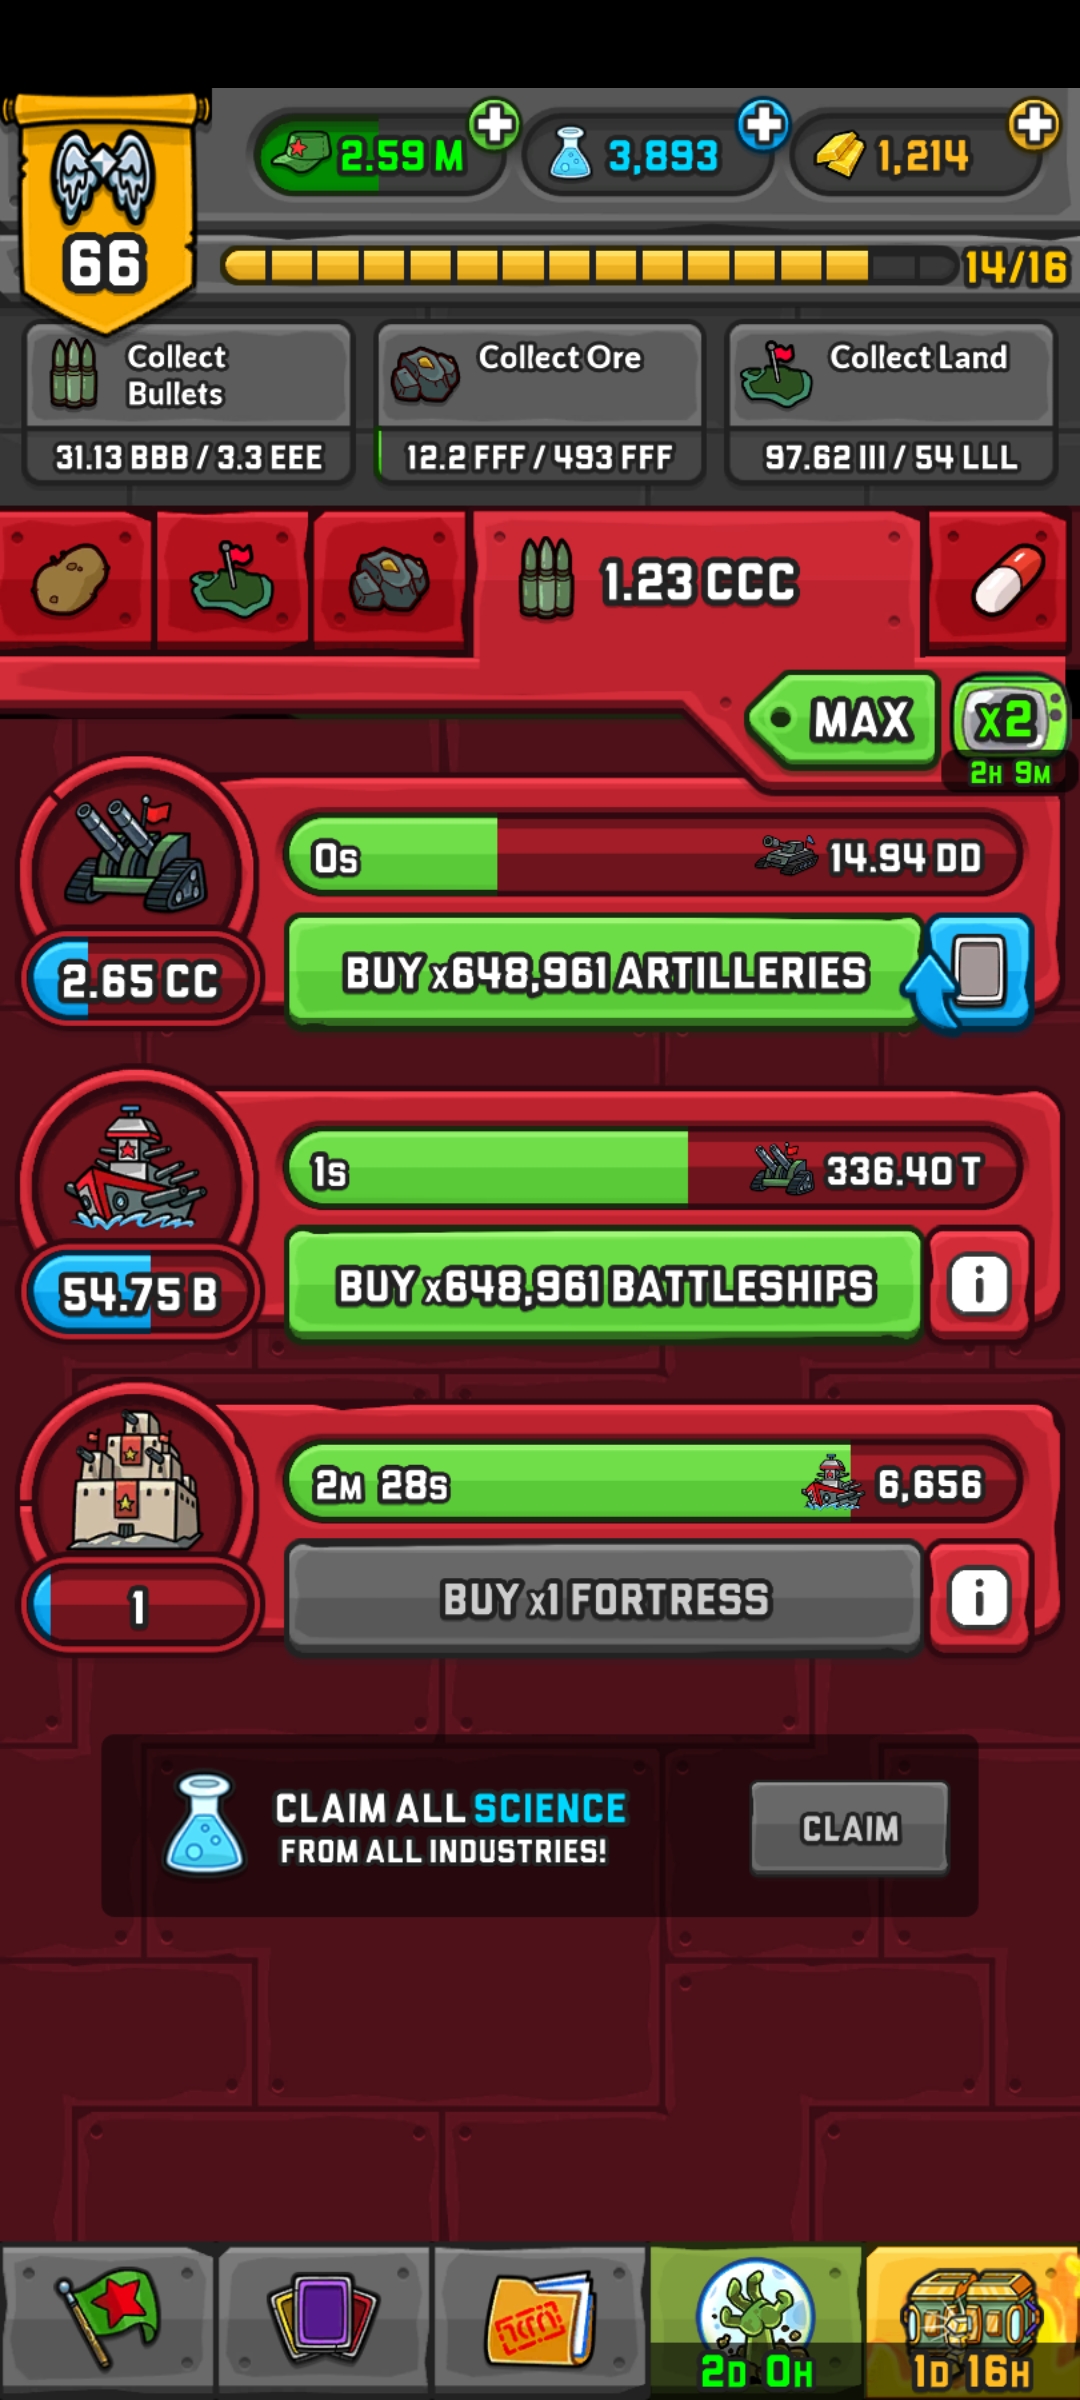 2.59 M
3,893
1,214
66
14/16
Collect
Bullets
Collect Ore
Collect Land
31.13 BBB / 3.3 EEE
12.2 FFF / 493 FFF
97.62 III / 54 LLL
1.23 CCC
MAX
x2
2H 9M
0s
14.94 DD
2.65 CC
BUY x648,961 ARTILLERIES
1s
336.40 T
54.75 B
BUY x648,961 BATTLESHIPS
i
2M 28s
6,656
1
BUY x1 FORTRESS
i
CLAIM ALL SCIENCE
FROM ALL INDUSTRIES!
CLAIM
2D 0H
1D 16H